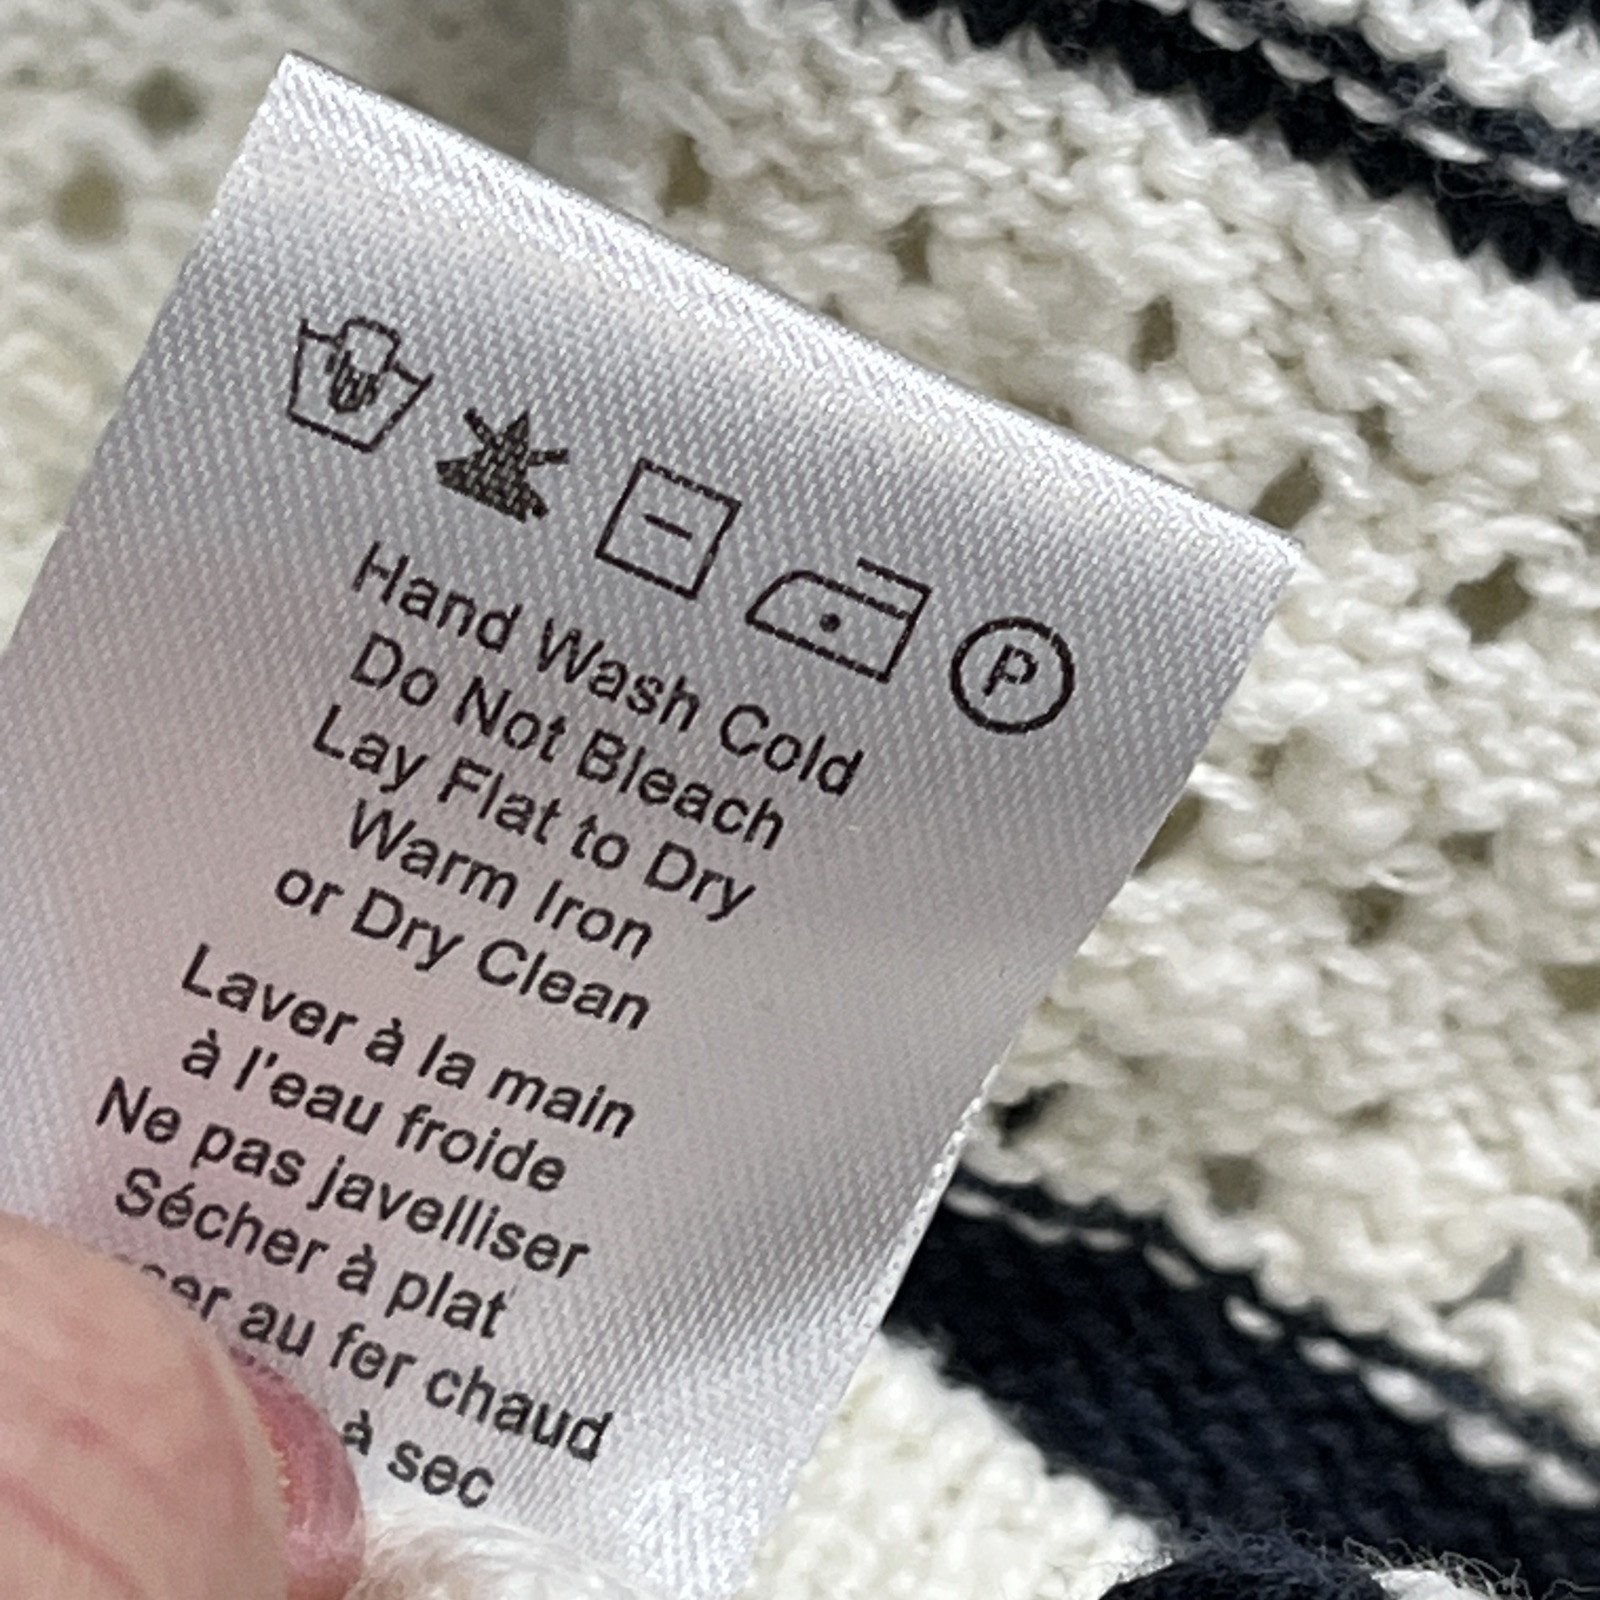 P
Hand Wash Cold
Do Not Bleach
Lay Flat to Dry
Warm Iron
or Dry Clean
Laver à la main
à l'eau froide
Ne pas javelliser
Sécher à plat
au fer chaud
à sec